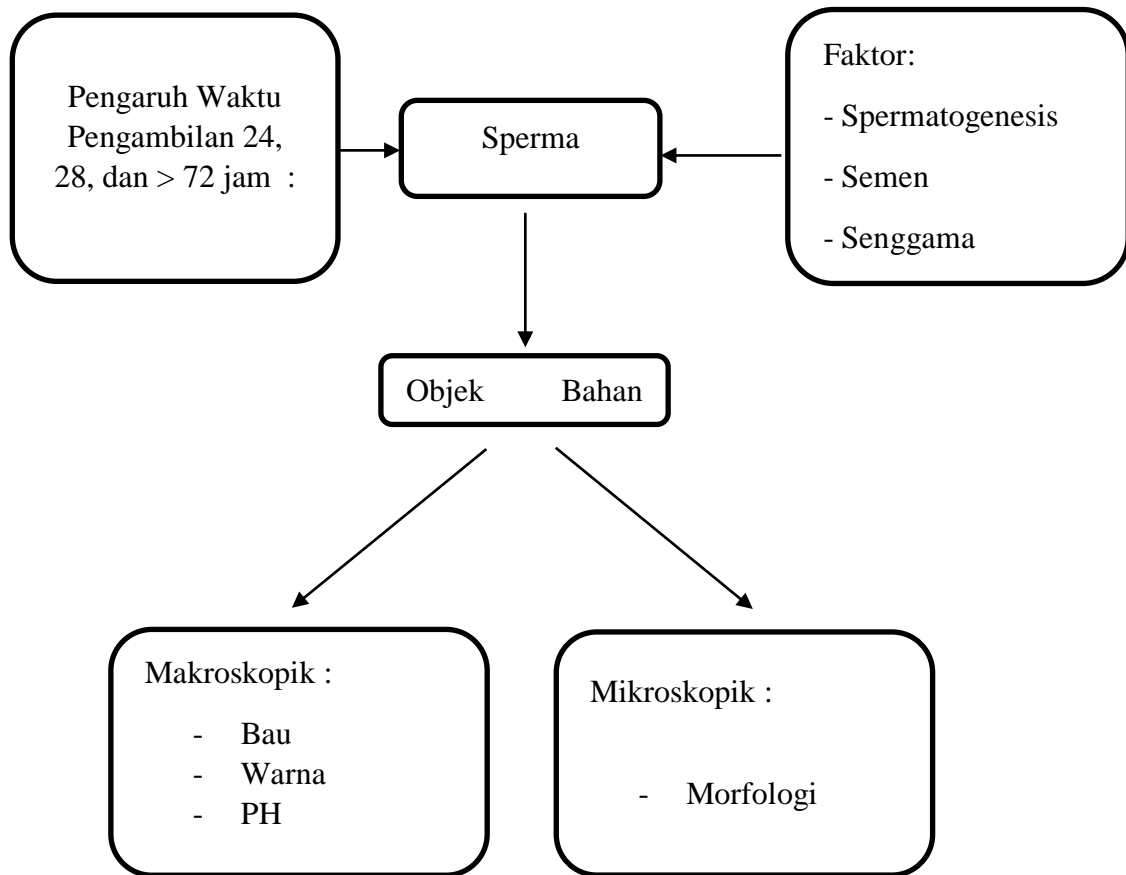 Pengaruh Waktu
Pengambilan 24,
28, dan > 72 jam :
Sperma
Faktor:
- Spermatogenesis
- Semen
- Senggama
Objek Bahan
Makroskopik :
- Bau
- Warna
- PH
Mikroskopik :
- Morfologi